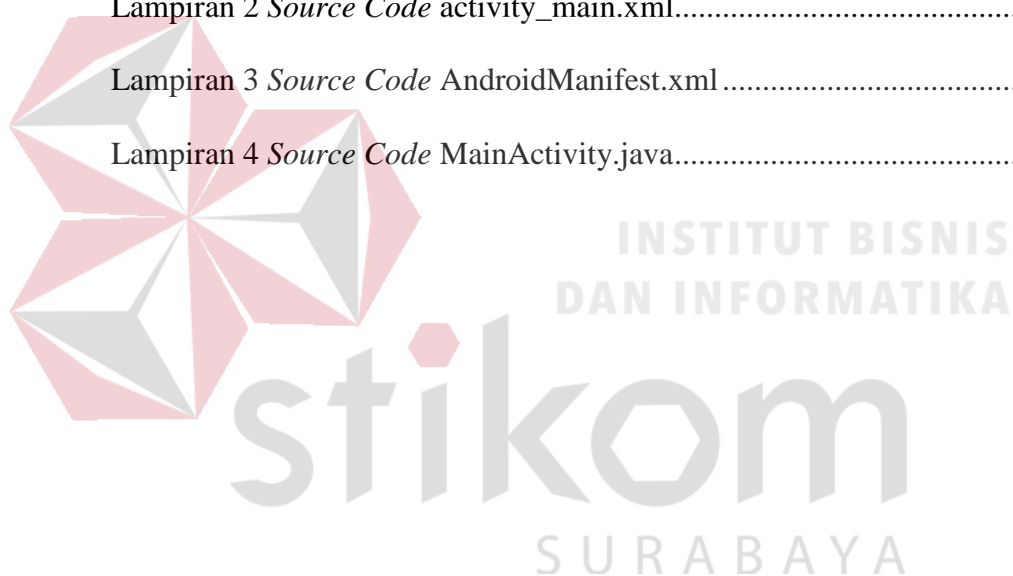 Lampiran 2 Source Code activity_main.xml................................................
Lampiran 3 Source Code AndroidManifest.xml..........................................
Lampiran 4 Source Code MainActivity.java................................................
INSTITUT BISNIS
DAN INFORMATIKA
stikom
SURABAYA